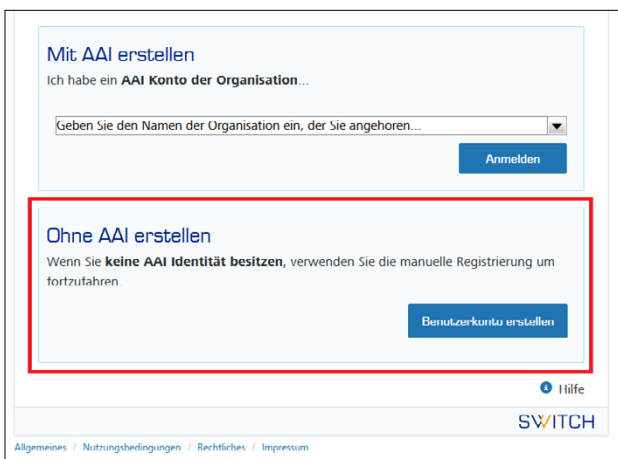 Mit AAI erstellen
Ich habe ein AAI Konto der Organisation...
Geben Sie den Namen der Organisation ein, der Sie angehoren...
Anmelden
Ohne AAI erstellen
Wenn Sie keine AAI Identität besitzen, verwenden Sie die manuelle Registrierung um
fortzufahren.
Benutzerkonto erstellen
Hilfe
SWITCH
Allgemeines / Nutzungsbedingungen / Rechtliches / Impressum